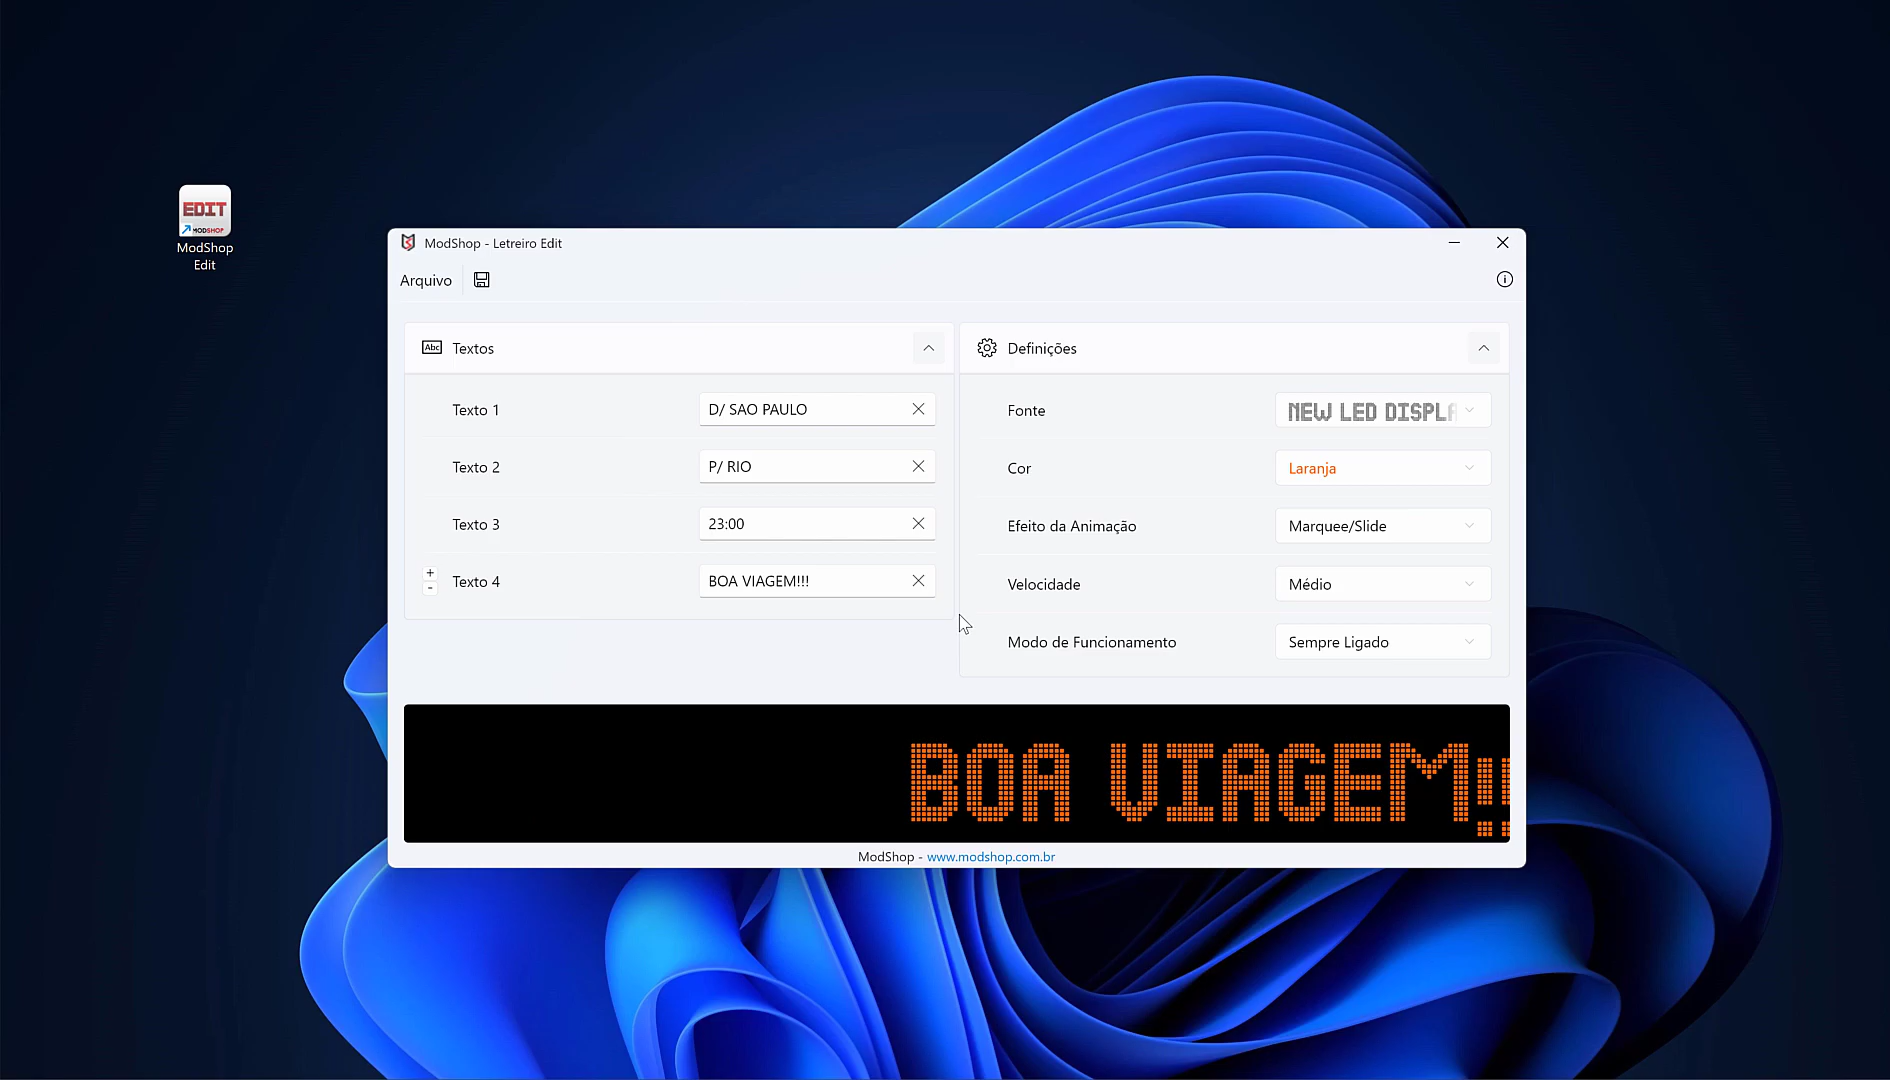 EDIT
MODSHOP
ModShop
Edit
ModShop - Letreiro Edit
Arquivo
Abc Textos
Texto 1 D/ SAO PAULO
Texto 2 P/ RIO
Texto 3 23:00
+
-
Texto 4 BOA VIAGEM!!!
Definições
Fonte NEW LED DISPLA
Cor Laranja
Efeito da Animação Marquee/Slide
Velocidade Médio
Modo de Funcionamento Sempre Ligado
BOA VIAGEM!!
ModShop - www.modshop.com.br